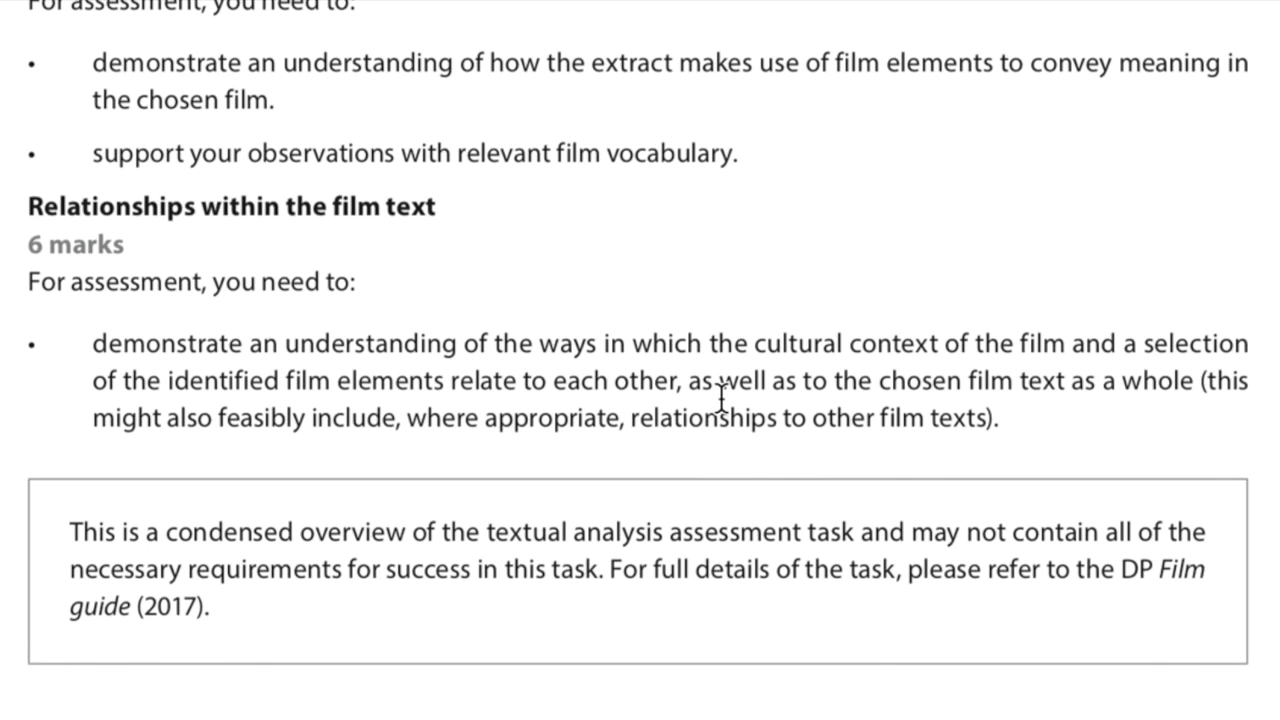 For assessment, you need to:
• demonstrate an understanding of how the extract makes use of film elements to convey meaning in
the chosen film.
• support your observations with relevant film vocabulary.
Relationships within the film text
6 marks
For assessment, you need to:
• demonstrate an understanding of the ways in which the cultural context of the film and a selection
of the identified film elements relate to each other, as well as to the chosen film text as a whole (this
might also feasibly include, where appropriate, relationships to other film texts).
This is a condensed overview of the textual analysis assessment task and may not contain all of the
necessary requirements for success in this task. For full details of the task, please refer to the DP Film
guide (2017).